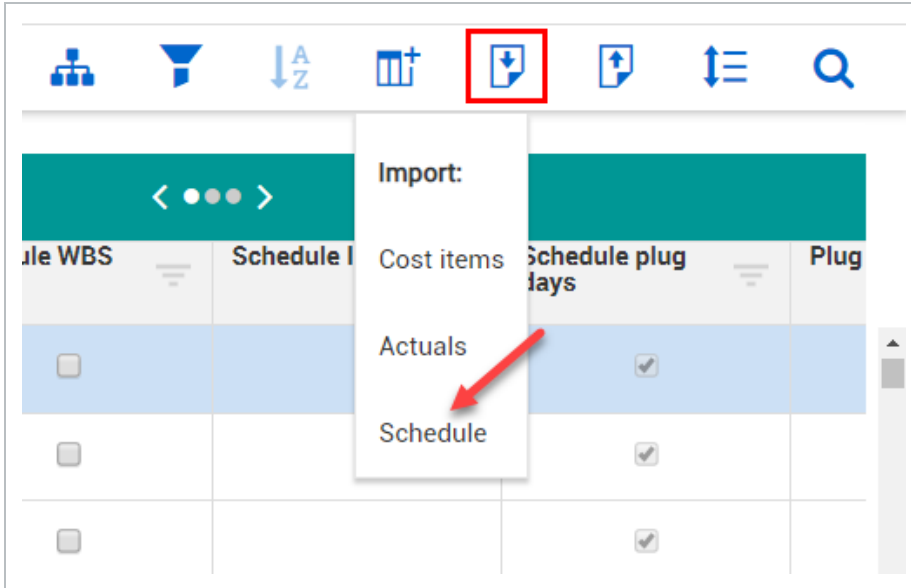 A
Z
Import:
ule WBS
Schedule I
Cost items
Schedule plug
days
Plug
Actuals
Schedule